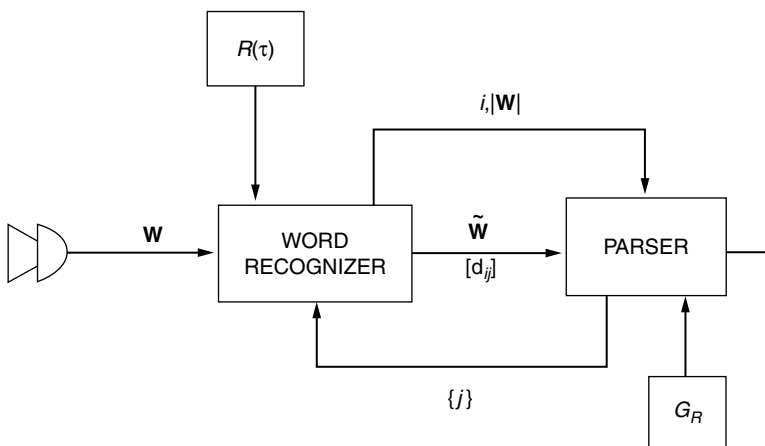 R(τ)
i,|W|
W
WORD
RECOGNIZER
W̃
[d_ij]
PARSER
{j}
G_R